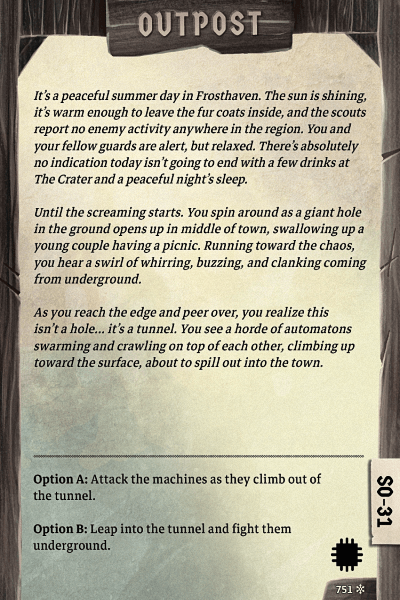 OUTPOST
It's a peaceful summer day in Frosthaven. The sun is shining,
it's warm enough to leave the fur coats inside, and the scouts
report no enemy activity anywhere in the region. You and
your fellow guards are alert, but relaxed. There's absolutely
no indication today isn't going to end with a few drinks at
The Crater and a peaceful night's sleep.
Until the screaming starts. You spin around as a giant hole
in the ground opens up in middle of town, swallowing up a
young couple having a picnic. Running toward the chaos,
you hear a swirl of whirring, buzzing, and clanking coming
from underground.
As you reach the edge and peer over, you realize this
isn't a hole... it's a tunnel. You see a horde of automatons
swarming and crawling on top of each other, climbing up
toward the surface, about to spill out into the town.
Option A: Attack the machines as they climb out of
the tunnel.
Option B: Leap into the tunnel and fight them
underground.
SO-31
751